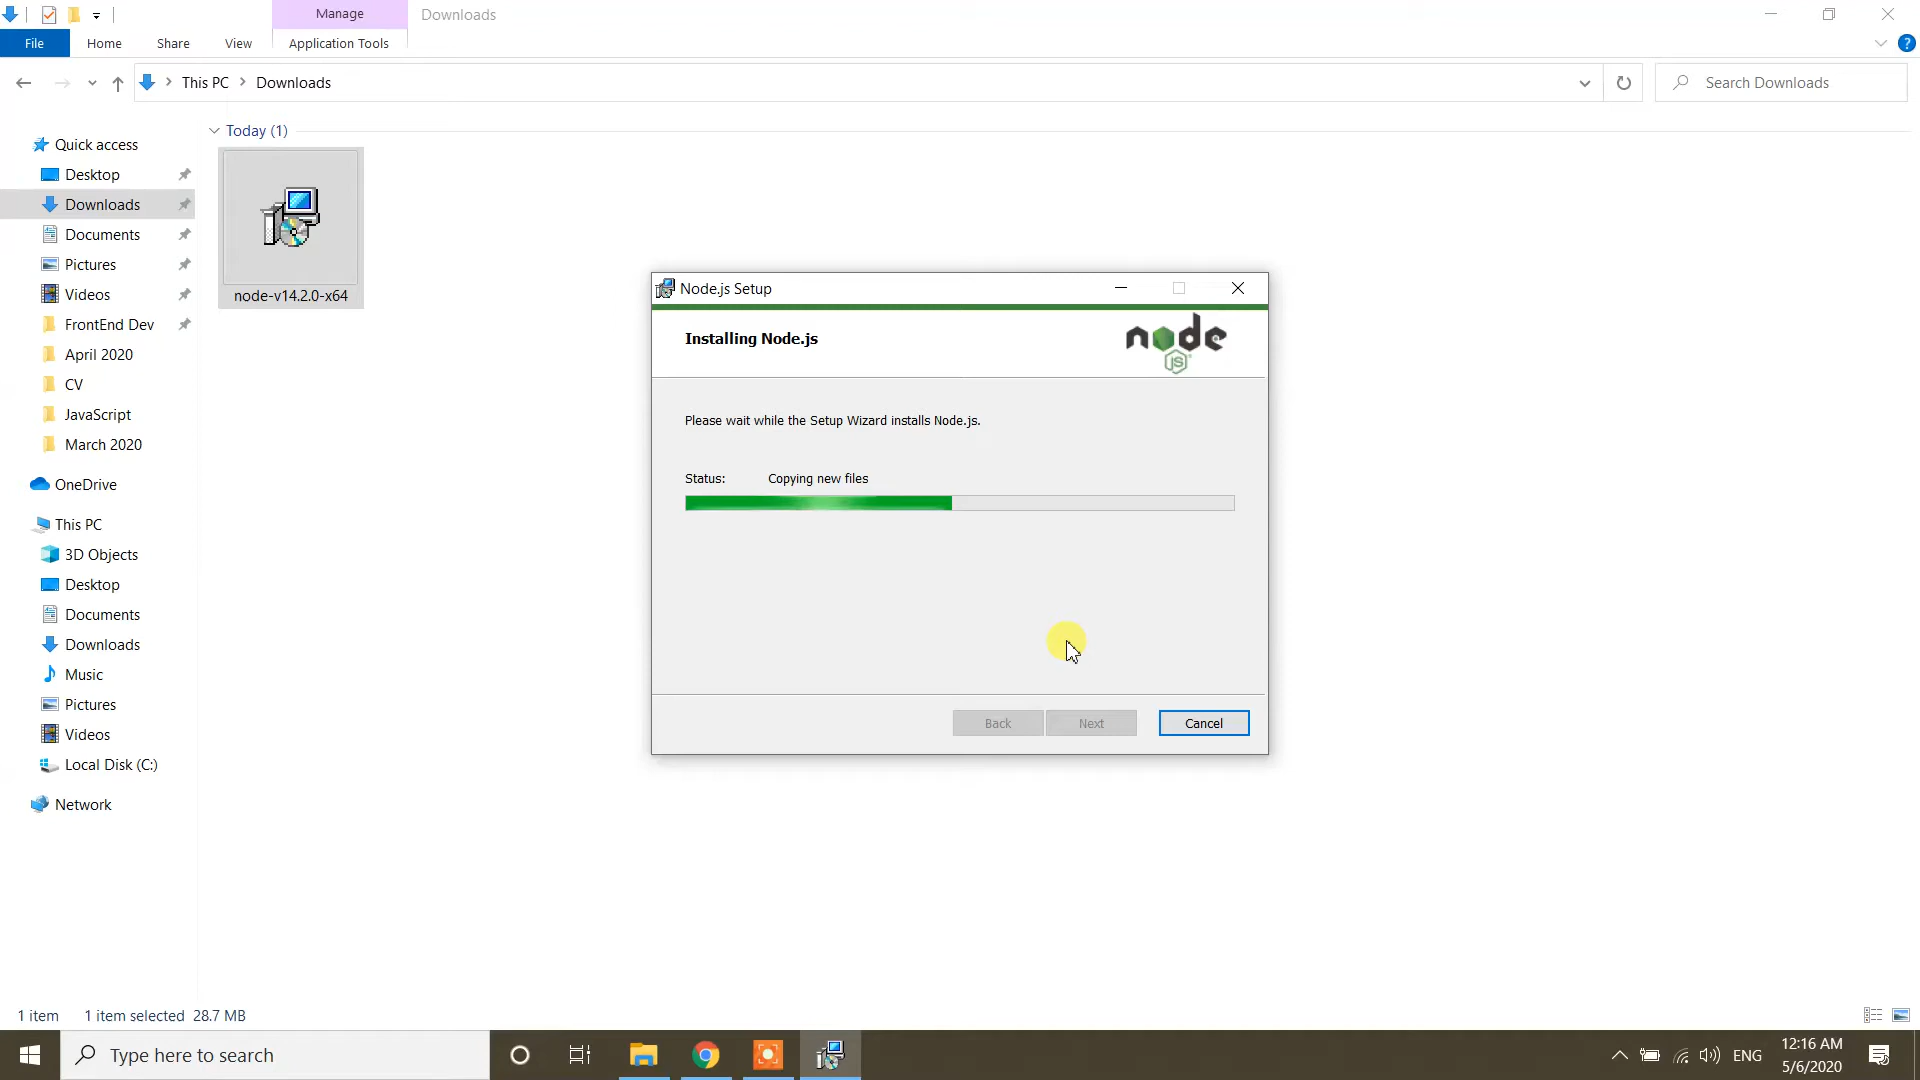 Manage
Downloads
File
Home
Share
View
Application Tools
?
This PC
Downloads
Search Downloads
Quick access
Desktop
Downloads
Documents
Pictures
Videos
FrontEnd Dev
April 2020
CV
JavaScript
March 2020
OneDrive
This PC
3D Objects
Desktop
Documents
Downloads
Music
Pictures
Videos
Local Disk (C:)
Network
Today (1)
node-v14.2.0-x64
Node.js Setup
Installing Node.js
node
JS
Please wait while the Setup Wizard installs Node.js.
Status: Copying new files
Back
Next
Cancel
1 item 1 item selected 28.7 MB
Type here to search
ENG
12:16 AM
5/6/2020